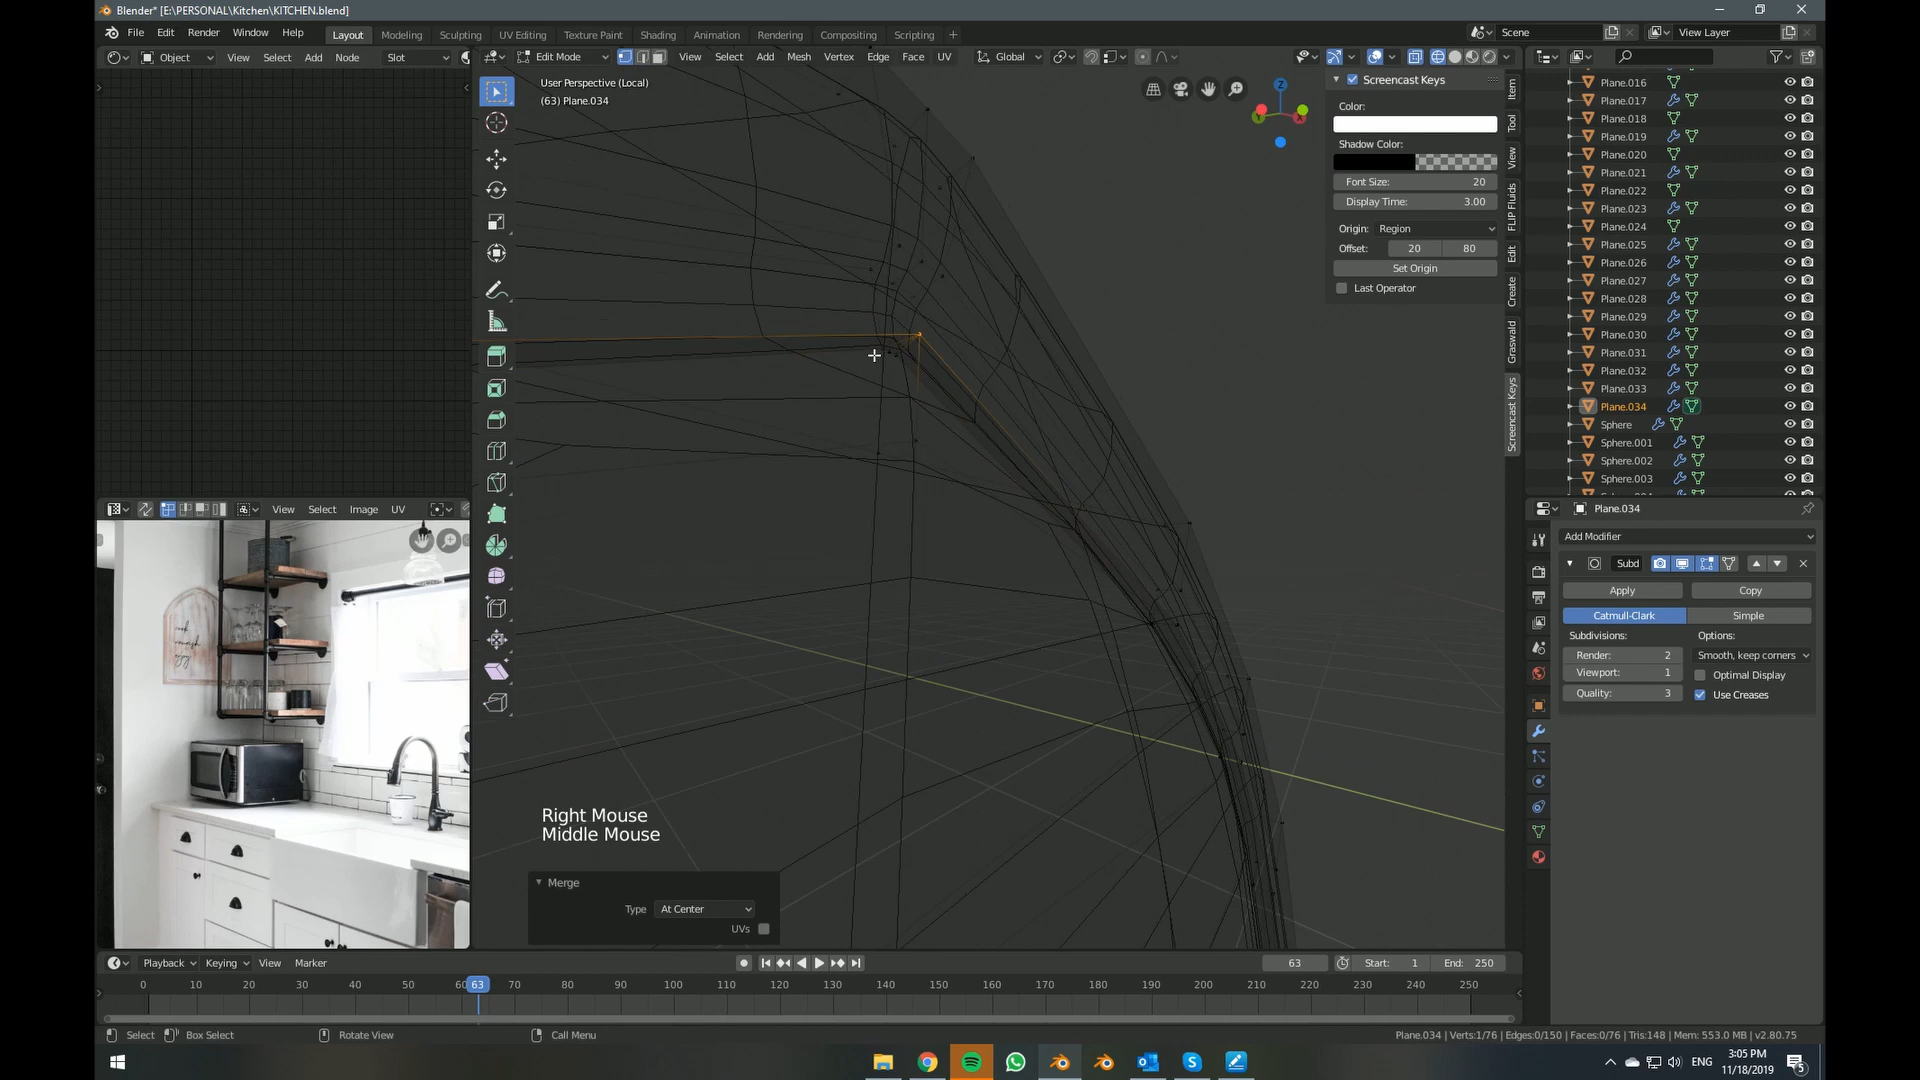 Blender* [E:\PERSONAL\Kitchen\KITCHEN.blend]
File Edit Render Window Help Layout Modeling Sculpting UV Editing Texture Paint Shading Animation Rendering Compositing Scripting Scene View Layer
Object View Select Add Node Slot
Edit Mode View Select Add Mesh Vertex Edge Face UV Global
User Perspective (Local)
(63) Plane.034
Screencast Keys
Color:
Shadow Color:
Font Size: 20
Display Time: 3.00
Origin: Region
Offset: 20 80
Set Origin
Last Operator
Item
Tool
View
FLIP Fluids
Edit
Create
Graswald
Screencast Keys
Plane.016
Plane.017
Plane.018
Plane.019
Plane.020
Plane.021
Plane.022
Plane.023
Plane.024
Plane.025
Plane.026
Plane.027
Plane.028
Plane.029
Plane.030
Plane.031
Plane.032
Plane.033
Plane.034
Sphere
Sphere.001
Sphere.002
Sphere.003
Plane.034
Add Modifier
Subd
Apply Copy
Catmull-Clark Simple
Subdivisions: Options:
Render: 2 Smooth, keep corners
Viewport: 1 Optimal Display
Quality: 3 Use Creases
View Select Image UV
Right Mouse
Middle Mouse
Merge
Type At Center
UVs
Playback Keying View Marker 63 Start: 1 End: 250
0 10 20 30 40 50 60 63 70 80 90 100 110 120 130 140 150 160 170 180 190 200 210 220 230 240 250
Select Box Select Rotate View Call Menu Plane.034 | Verts:1/76 | Edges:0/150 | Faces:0/76 | Tris:148 | Mem: 553.0 MB | v2.80.75
ENG 3:05 PM
11/18/2019 5